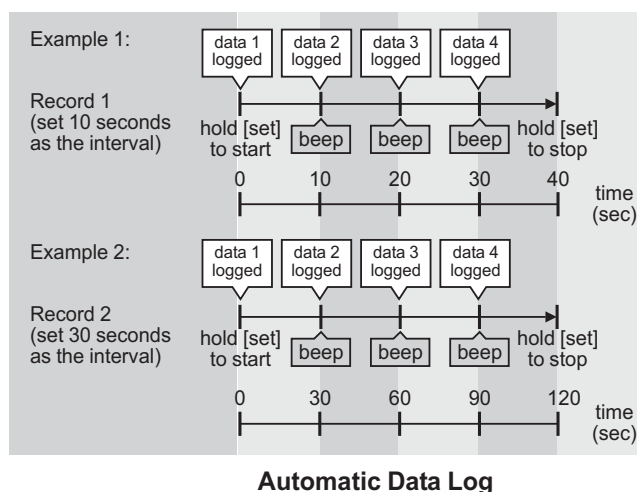 Example 1:
data 1
logged
data 2
logged
data 3
logged
data 4
logged
Record 1
(set 10 seconds
as the interval)
hold [set]
to start
beep
beep
beep
hold [set]
to stop
0 10 20 30 40
time
(sec)
Example 2:
data 1
logged
data 2
logged
data 3
logged
data 4
logged
Record 2
(set 30 seconds
as the interval)
hold [set]
to start
beep
beep
beep
hold [set]
to stop
0 30 60 90 120
time
(sec)
Automatic Data Log